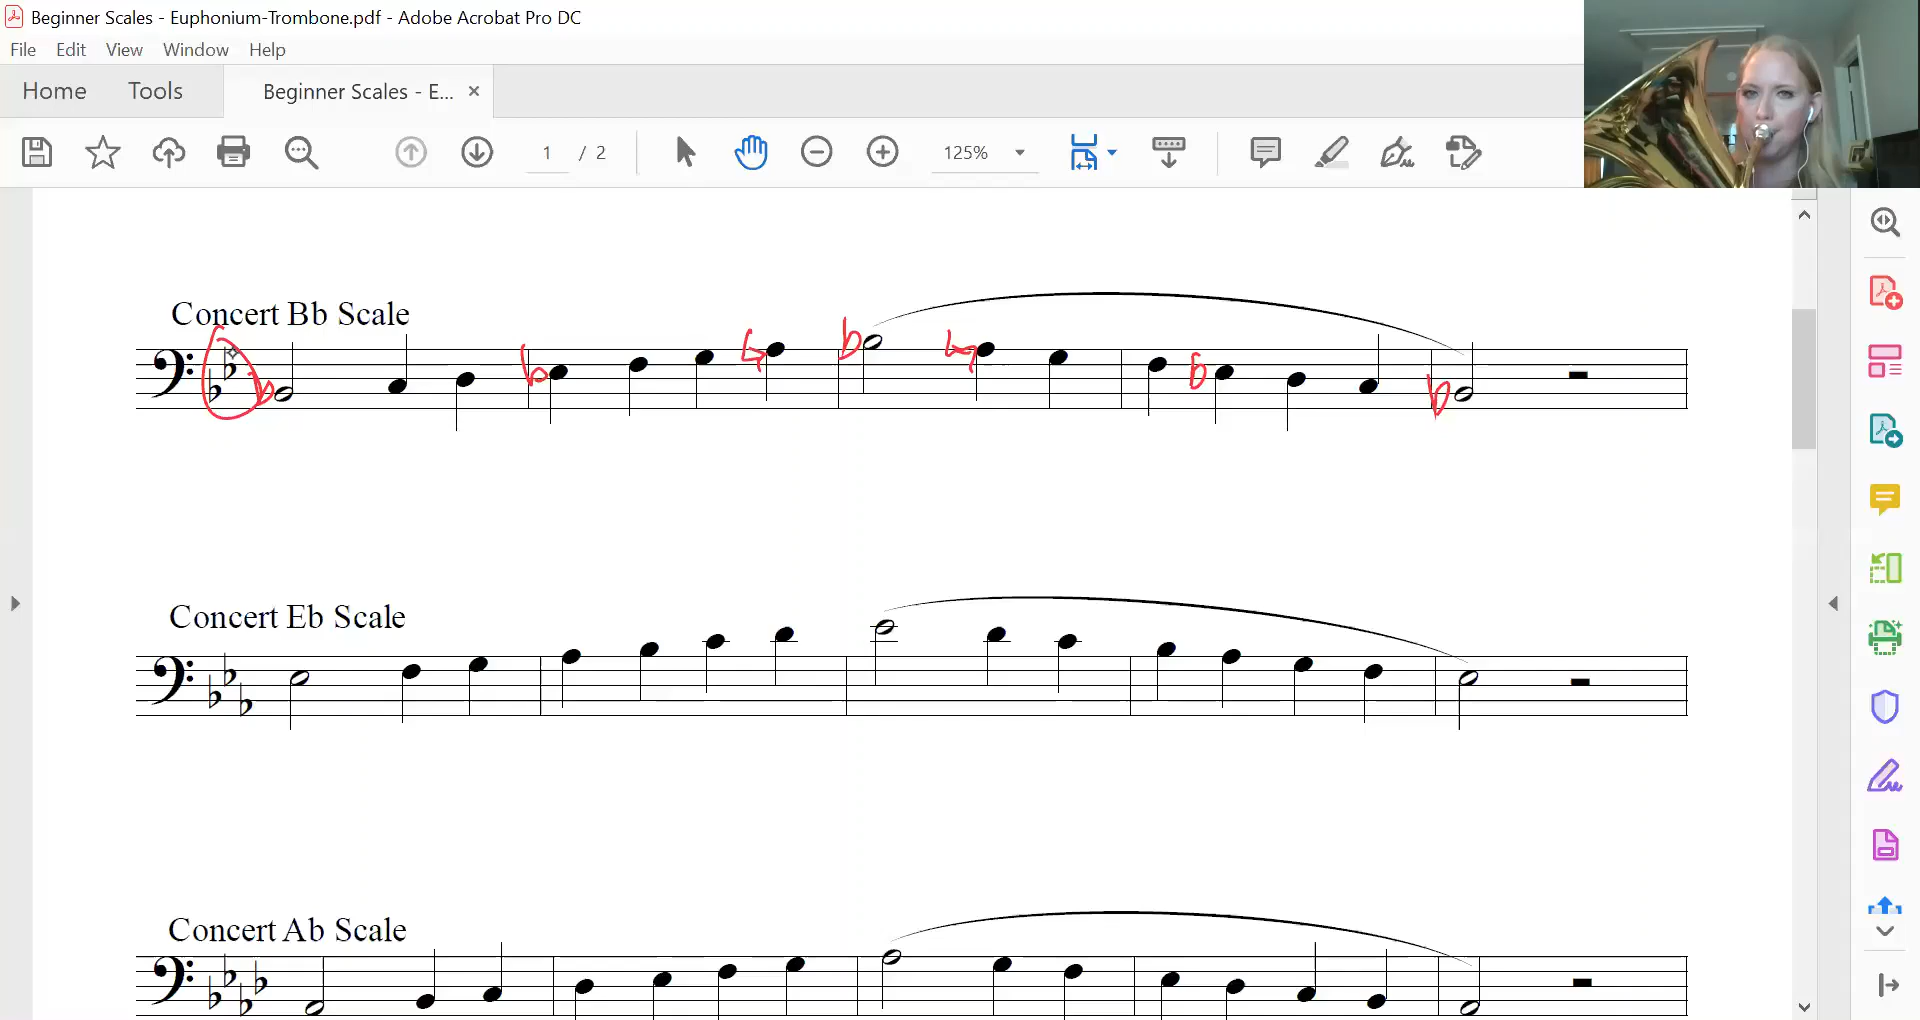 Beginner Scales - Euphonium-Trombone.pdf - Adobe Acrobat Pro DC
File Edit View Window Help
Home Tools Beginner Scales - E... ×
1 / 2 125%
Concert Bb Scale
Concert Eb Scale
Concert Ab Scale